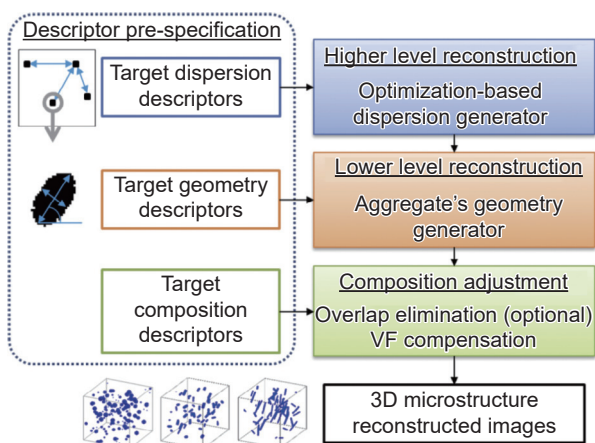 Descriptor pre-specification
Target dispersion
descriptors
Target geometry
descriptors
Target
composition
descriptors
Higher level reconstruction
Optimization-based
dispersion generator
Lower level reconstruction
Aggregate's geometry
generator
Composition adjustment
Overlap elimination (optional)
VF compensation
3D microstructure
reconstructed images